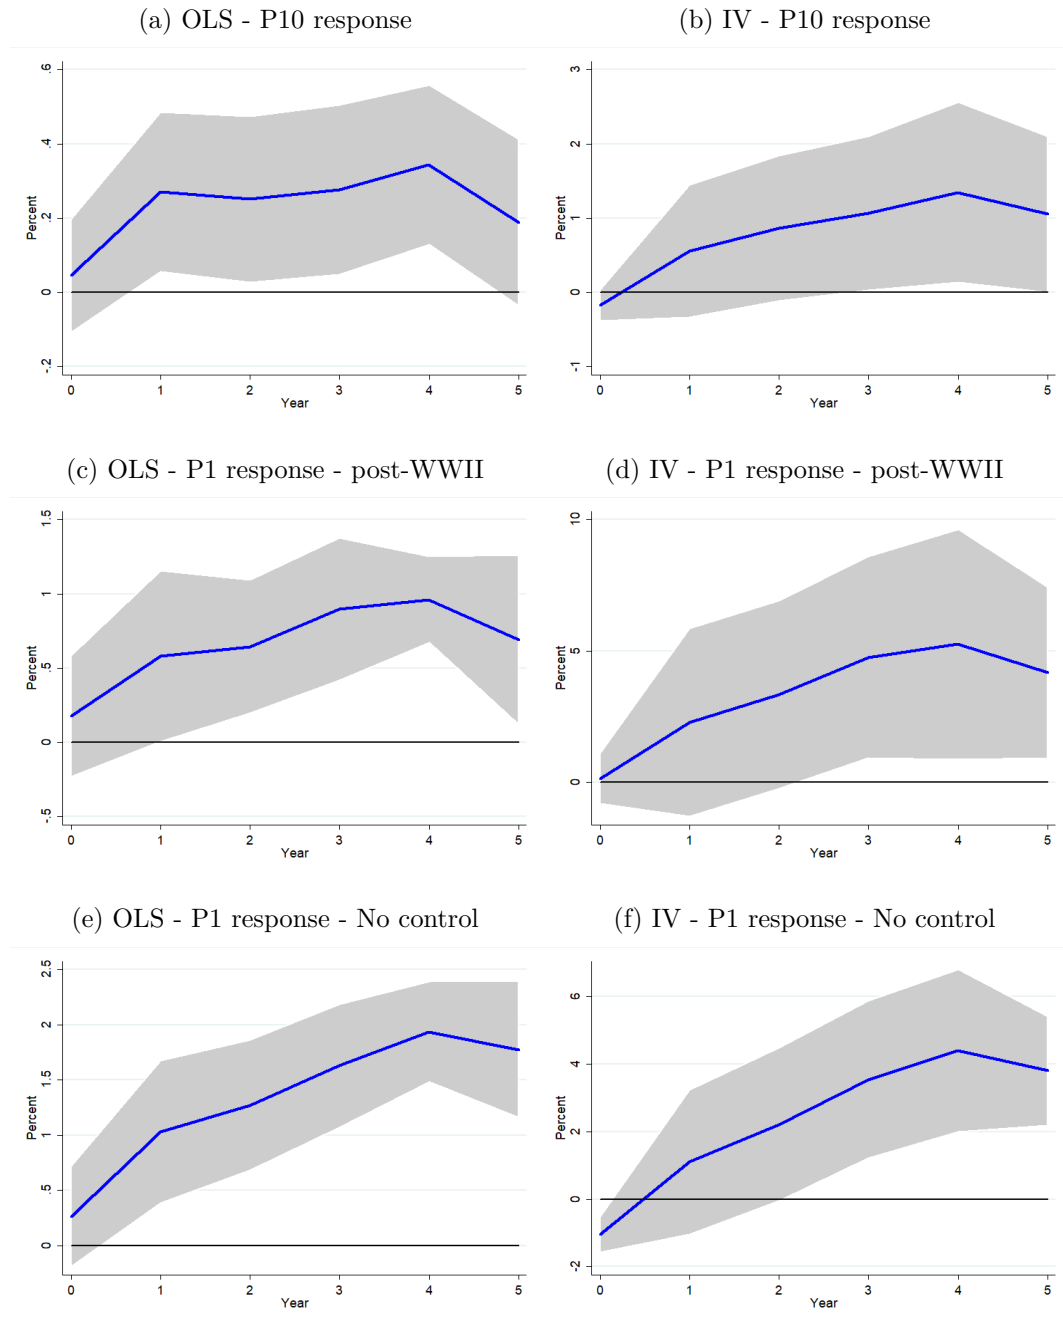 (a) OLS - P10 response
(b) IV - P10 response
.6
.4
.2
0
-.2
Percent
0 1 2 3 4 5
Year
3
2
1
0
-1
Percent
0 1 2 3 4 5
Year
(c) OLS - P1 response - post-WWII
(d) IV - P1 response - post-WWII
1.5
1
.5
0
-.5
Percent
0 1 2 3 4 5
Year
10
5
0
Percent
0 1 2 3 4 5
Year
(e) OLS - P1 response - No control
(f) IV - P1 response - No control
2.5
2
1.5
1
.5
0
Percent
0 1 2 3 4 5
Year
6
4
2
0
-2
Percent
0 1 2 3 4 5
Year